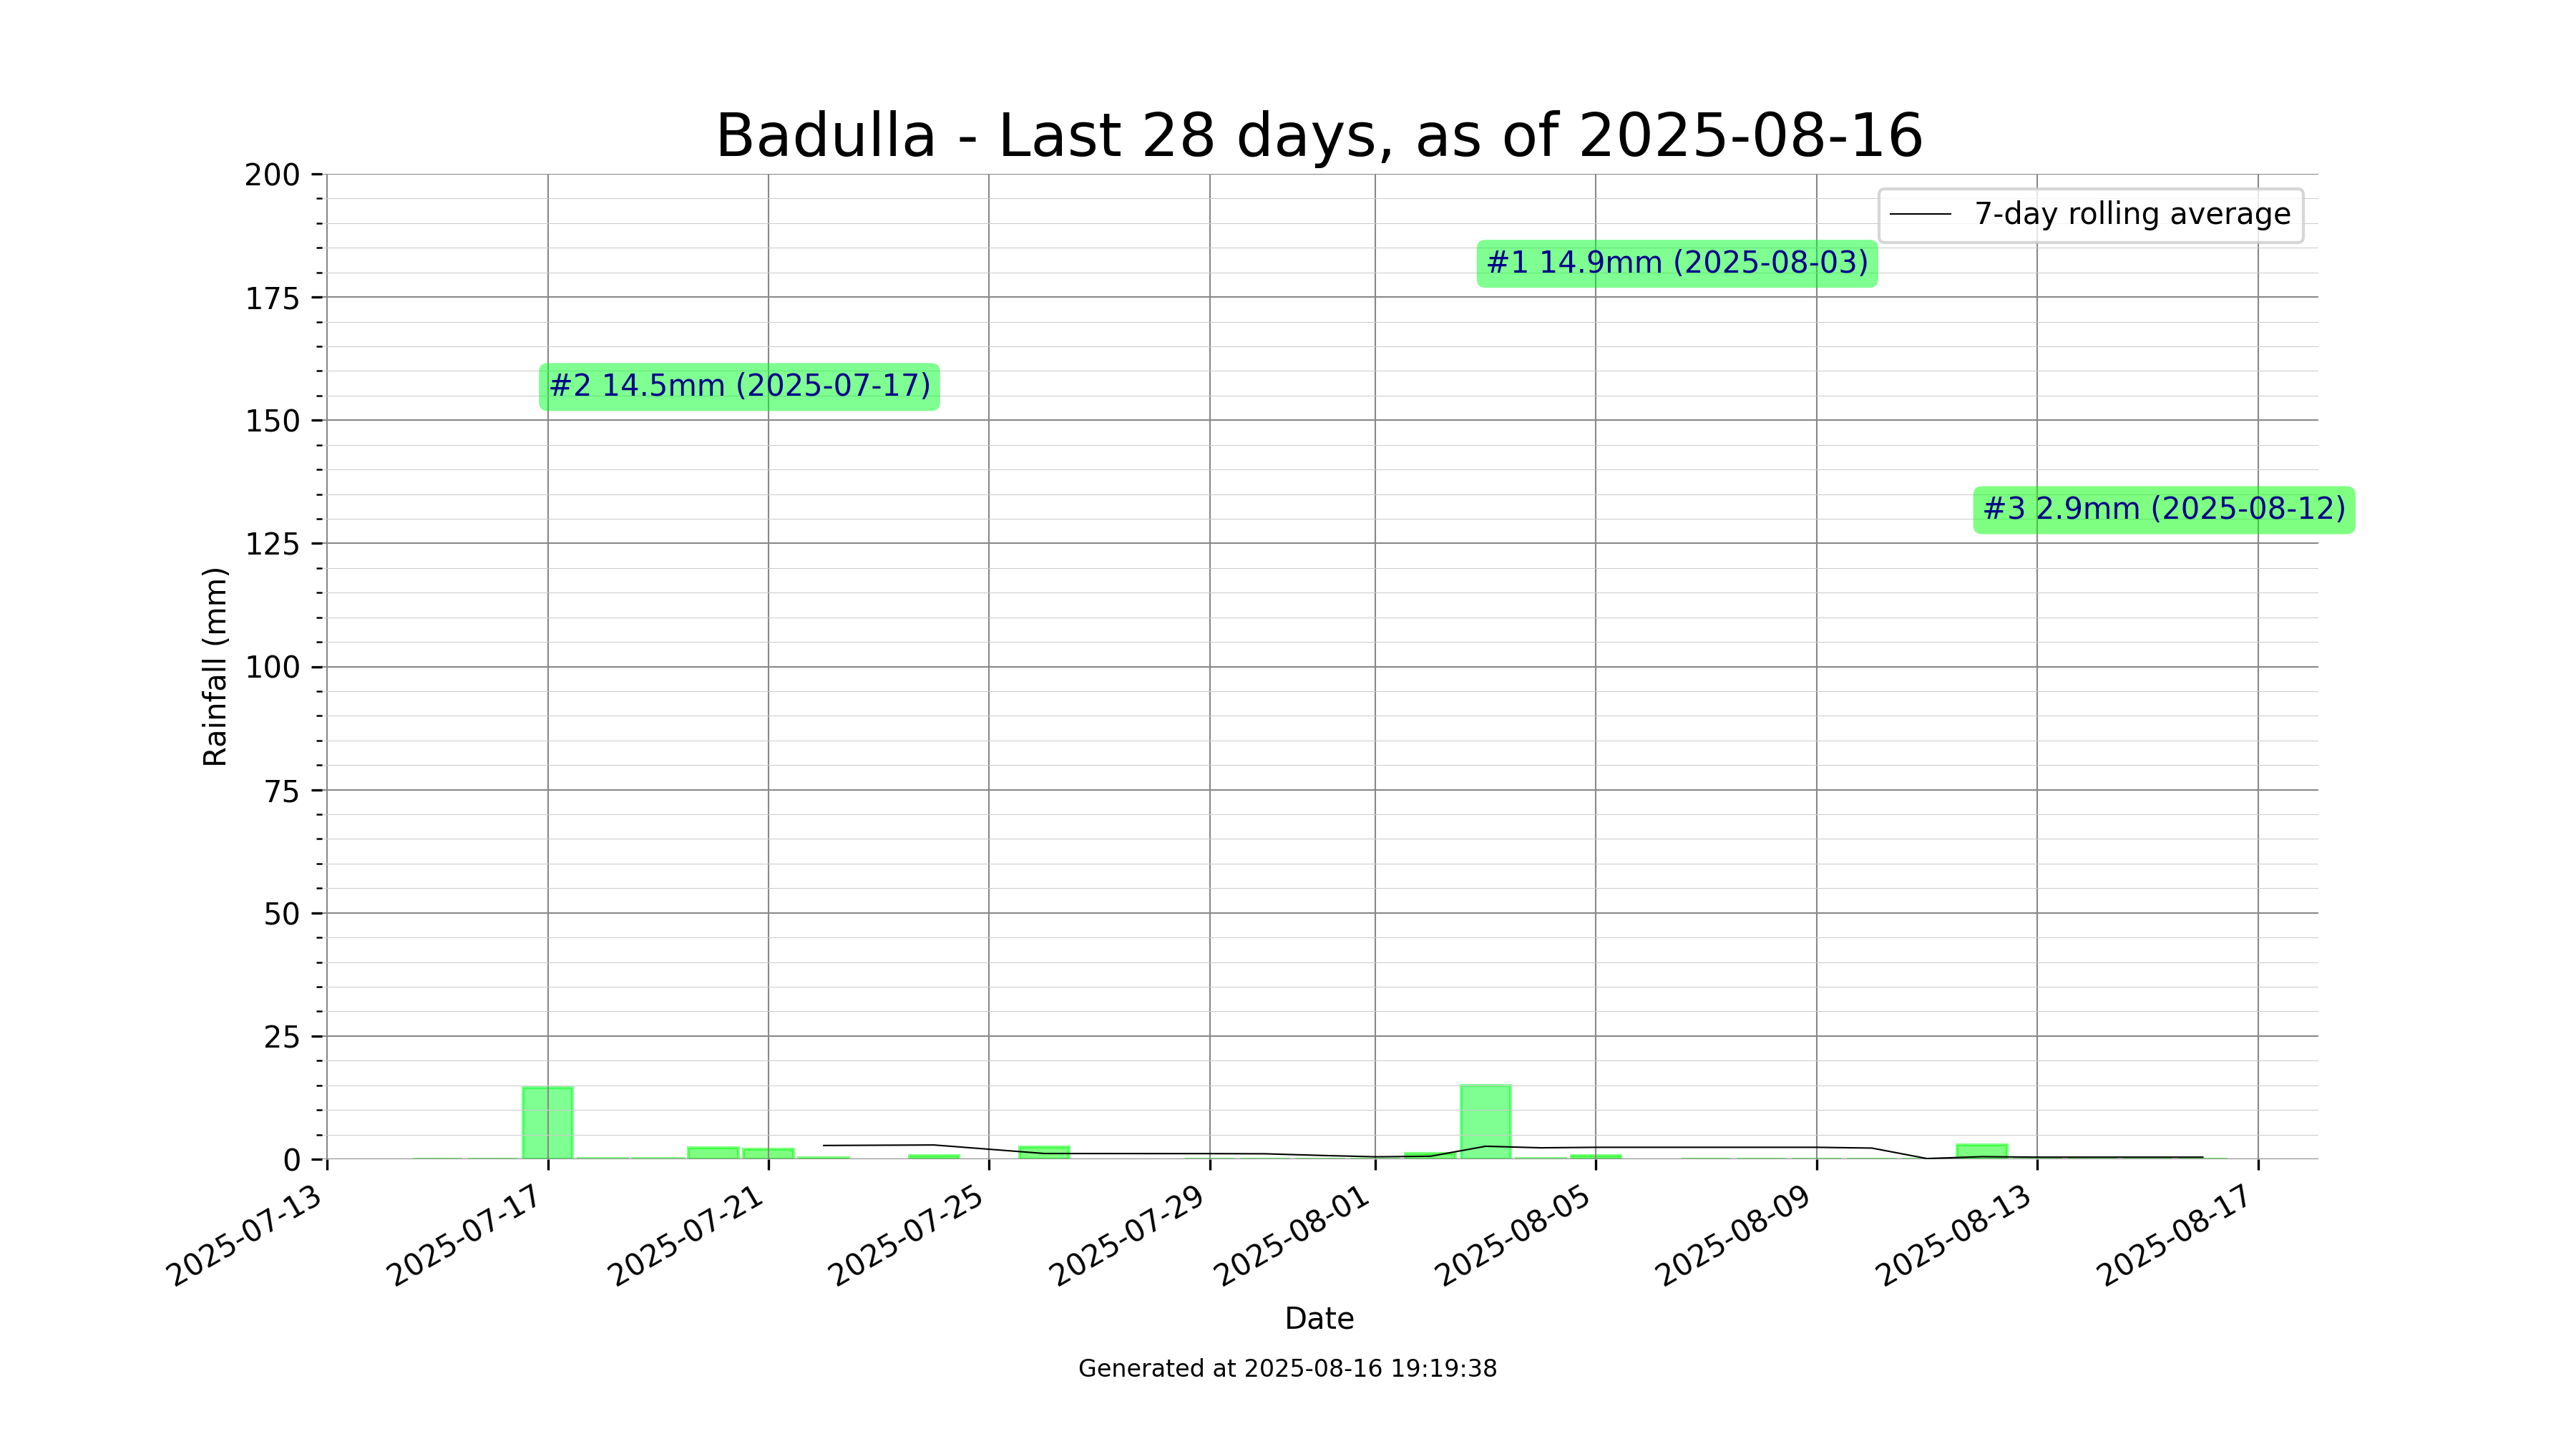 Badulla - Last 28 days, as of 2025-08-16
7-day rolling average
#1 14.9mm (2025-08-03)
#2 14.5mm (2025-07-17)
#3 2.9mm (2025-08-12)
Rainfall (mm)
200
175
150
125
100
75
50
25
0
2025-07-13
2025-07-17
2025-07-21
2025-07-25
2025-07-29
2025-08-01
2025-08-05
2025-08-09
2025-08-13
2025-08-17
Date
Generated at 2025-08-16 19:19:38